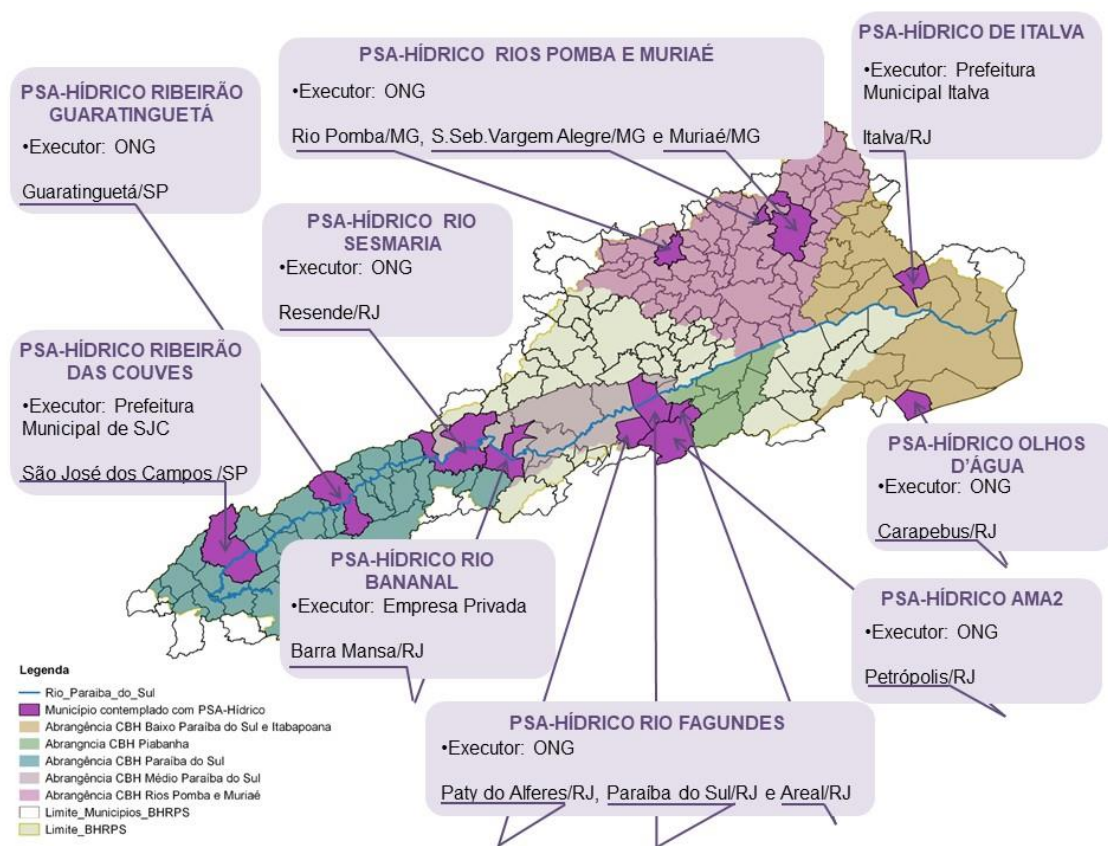 PSA-HÍDRICO RIBEIRÃO
GUARATINGUETÁ
•Executor: ONG
Guaratinguetá/SP
PSA-HÍDRICO RIOS POMBA E MURIAÉ
•Executor: ONG
Rio Pomba/MG, S.Seb.Vargem Alegre/MG e Muriaé/MG
PSA-HÍDRICO DE ITALVA
•Executor: Prefeitura
Municipal Italva
Italva/RJ
PSA-HÍDRICO RIO
SESMARIA
•Executor: ONG
Resende/RJ
PSA-HÍDRICO RIBEIRÃO
DAS COUVES
•Executor: Prefeitura
Municipal de SJC
São José dos Campos /SP
PSA-HÍDRICO OLHOS
D'ÁGUA
•Executor: ONG
Carapebus/RJ
PSA-HÍDRICO RIO
BANANAL
•Executor: Empresa Privada
Barra Mansa/RJ
PSA-HÍDRICO AMA2
•Executor: ONG
Petrópolis/RJ
PSA-HÍDRICO RIO FAGUNDES
•Executor: ONG
Paty do Alferes/RJ, Paraíba do Sul/RJ e Areal/RJ
Legenda
Rio_Paraiba_do_Sul
Município contemplado com PSA-Hídrico
Abrangência CBH Baixo Paraíba do Sul e Itabapoana
Abrangncia CBH Piabanha
Abrangência CBH Paraíba do Sul
Abrangência CBH Médio Paraíba do Sul
Abrangência CBH Rios Pomba e Muriaé
Limite_Municipios_BHRPS
Limite_BHRPS